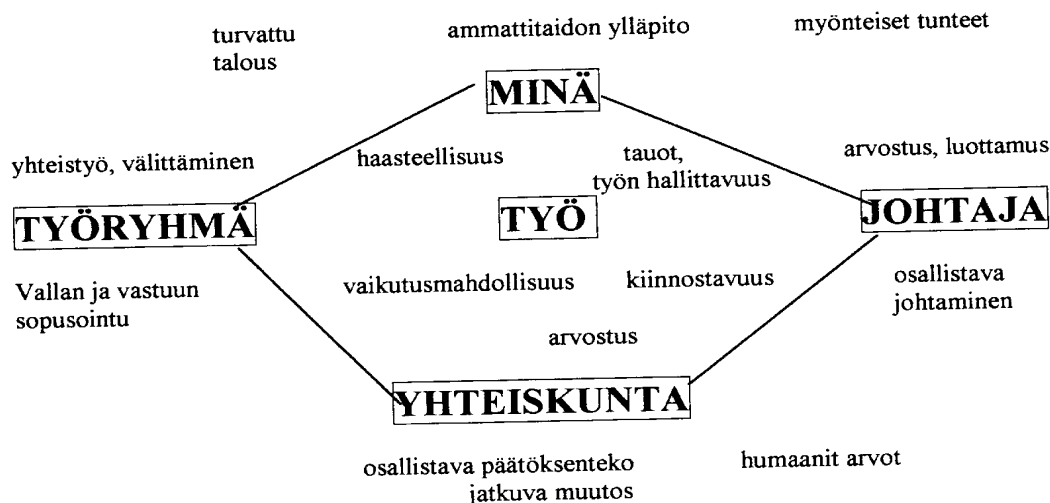 turvattu
talous
ammattitaidon ylläpito
myönteiset tunteet
MINÄ
yhteistyö, välittäminen
haasteellisuus
tauot,
työn hallittavuus
arvostus, luottamus
TYÖRYHMÄ
TYÖ
JOHTAJA
Vallan ja vastuun
sopusointu
vaikutusmahdollisuus
kiinnostavuus
osallistava
johtaminen
arvostus
YHTEISKUNTA
osallistava päätöksenteko
jatkuva muutos
humaanit arvot